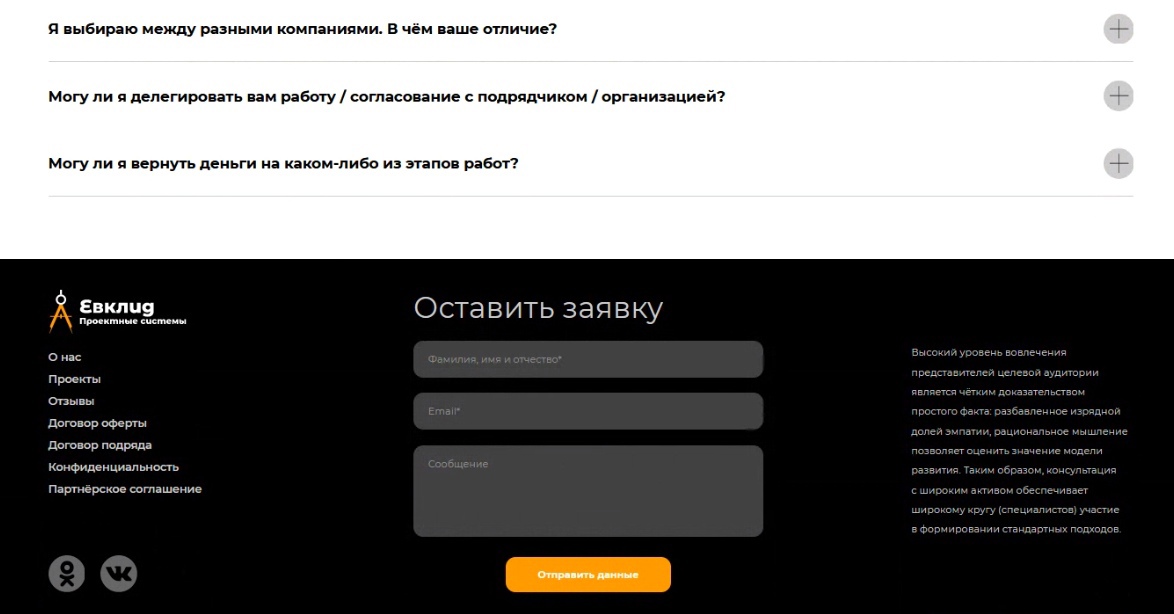 Я выбираю между разными компаниями. В чём ваше отличие?
Могу ли я делегировать вам работу / согласование с подрядчиком / организацией?
Могу ли я вернуть деньги на каком-либо из этапов работ?
Евклид
Проектные системы
О нас
Проекты
Отзывы
Договор оферты
Договор подряда
Конфиденциальность
Партнёрское соглашение
Оставить заявку
Фамилия, имя и отчество*
Email*
Сообщение
Отправить данные
Высокий уровень вовлечения
представителей целевой аудитории
является чётким доказательством
простого факта: разбавленное изрядной
долей эмпатии, рациональное мышление
позволяет оценить значение модели
развития. Таким образом, консультация
с широким активом обеспечивает
широкому кругу (специалистов) участие
в формировании стандартных подходов.